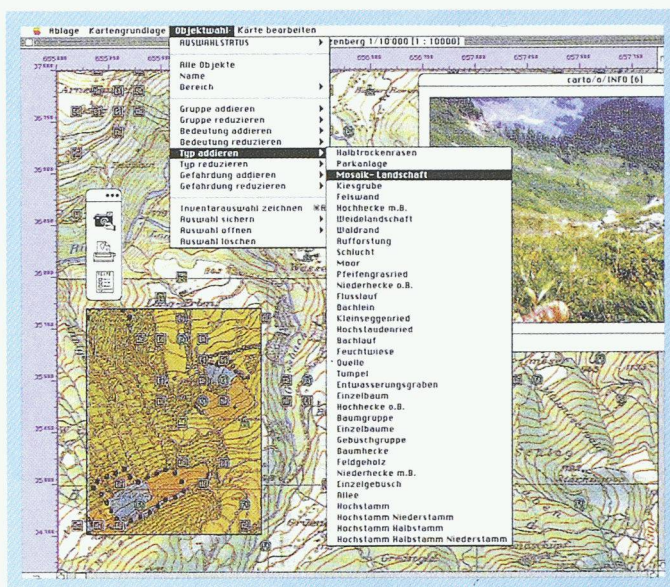 Ablage Kartengrundlage Objektwahl Karte bearbeiten
AUSWAHLSTATUS
zenberg 1/10'000 [1 : 10000]
carto/o/INFO [6]
Alle Objekte
Name
Bereich
Gruppe addieren
Gruppe reduzieren
Bedeutung addieren
Bedeutung reduzieren
Typ addieren
Typ reduzieren
Gefährdung addieren
Gefährdung reduzieren
Inventarauswahl zeichnen ⌘R
Auswahl sichern
Auswahl öffnen
Auswahl löschen
Halbtrockenrasen
Parkanlage
Mosaik-Landschaft
Kiesgrube
Felswand
Hochhecke m.B.
Weidelandschaft
Waldrand
Aufforstung
Schlucht
Moor
Pfeifengrasried
Niederhecke o.B.
Flusslauf
Bächlein
Kleinseggenried
Hochstaudenried
Bachlauf
Feuchtwiese
Quelle
Tümpel
Entwässerungsgraben
Einzelbaum
Hochhecke o.B.
Baumgruppe
Einzelbäume
Gebüschgruppe
Baumhecke
Feldgehölz
Niederhecke m.B.
Einzelgebüsch
Allee
Hochstamm
Hochstamm Niederstamm
Hochstamm Halbstamm
Hochstamm Halbstamm Niederstamm